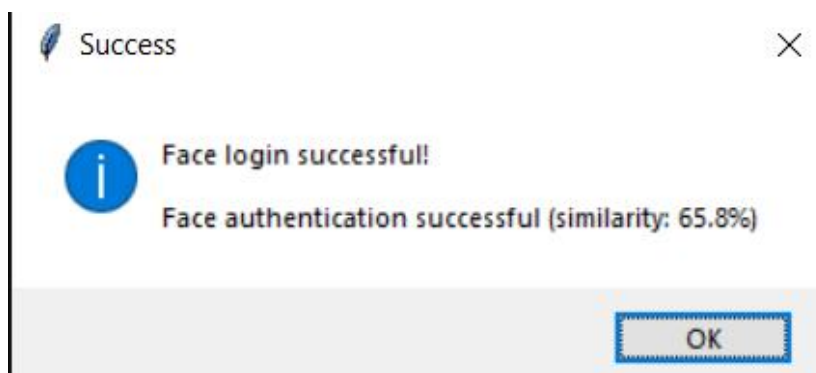 Success
Face login successful!
Face authentication successful (similarity: 65.8%)
OK